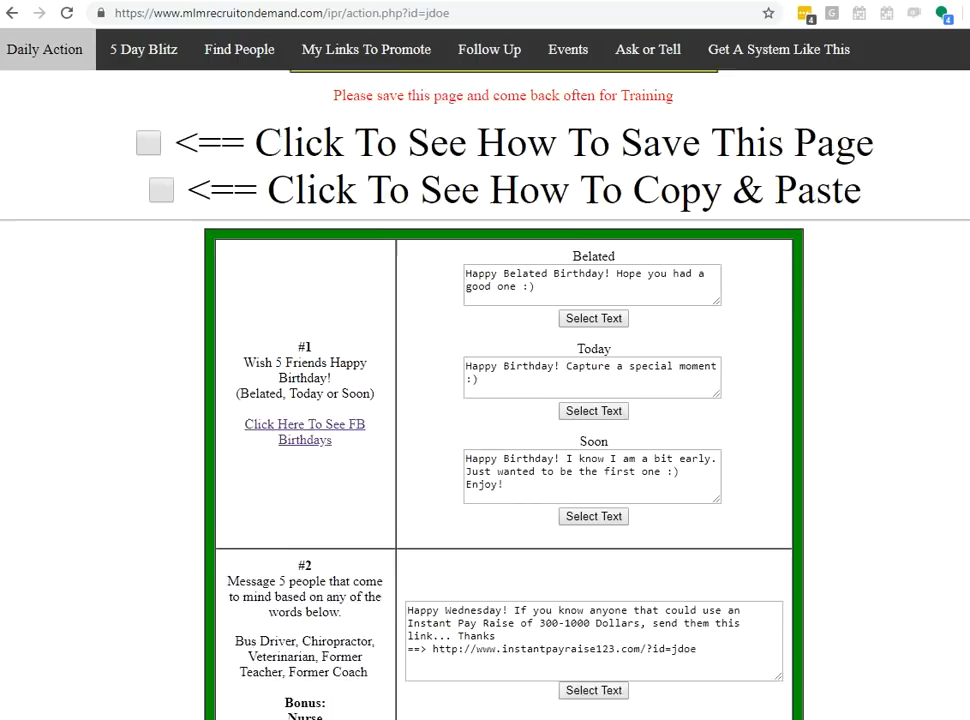 https://www.mlmrecruitondemand.com/ipr/action.php?id=jdoe
4
G
4
Daily Action 5 Day Blitz Find People My Links To Promote Follow Up Events Ask or Tell Get A System Like This
Please save this page and come back often for Training
<== Click To See How To Save This Page
<== Click To See How To Copy & Paste
#1
Wish 5 Friends Happy
Birthday!
(Belated, Today or Soon)
Click Here To See FB
Birthdays
Belated
Happy Belated Birthday! Hope you had a
good one :)
Select Text
Today
Happy Birthday! Capture a special moment
:)
Select Text
Soon
Happy Birthday! I know I am a bit early.
Just wanted to be the first one :)
Enjoy!
Select Text
#2
Message 5 people that come
to mind based on any of the
words below.
Bus Driver, Chiropractor,
Veterinarian, Former
Teacher, Former Coach
Bonus:
Nurse
Happy Wednesday! If you know anyone that could use an
Instant Pay Raise of 300-1000 Dollars, send them this
link... Thanks
==> http://www.instantpayraise123.com/?id=jdoe
Select Text